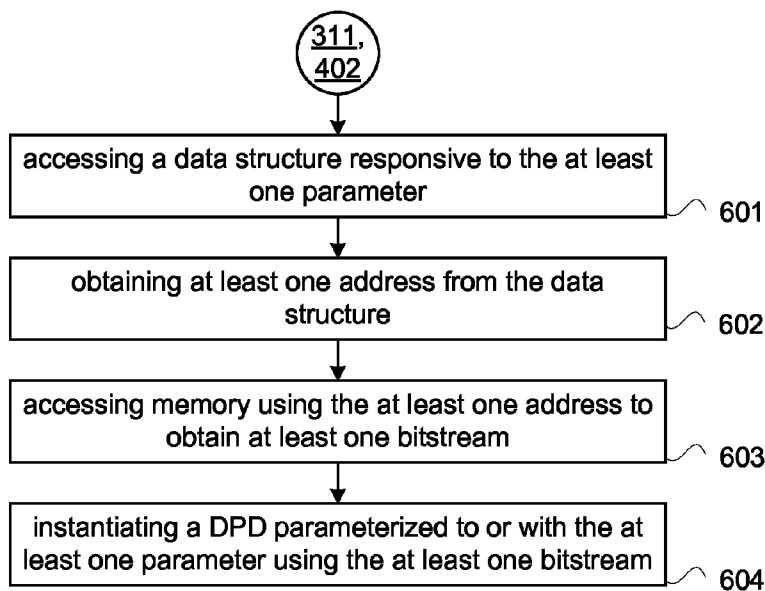 311,
402
accessing a data structure responsive to the at least
one parameter
601
obtaining at least one address from the data
structure
602
accessing memory using the at least one address to
obtain at least one bitstream
603
instantiating a DPD parameterized to or with the at
least one parameter using the at least one bitstream
604